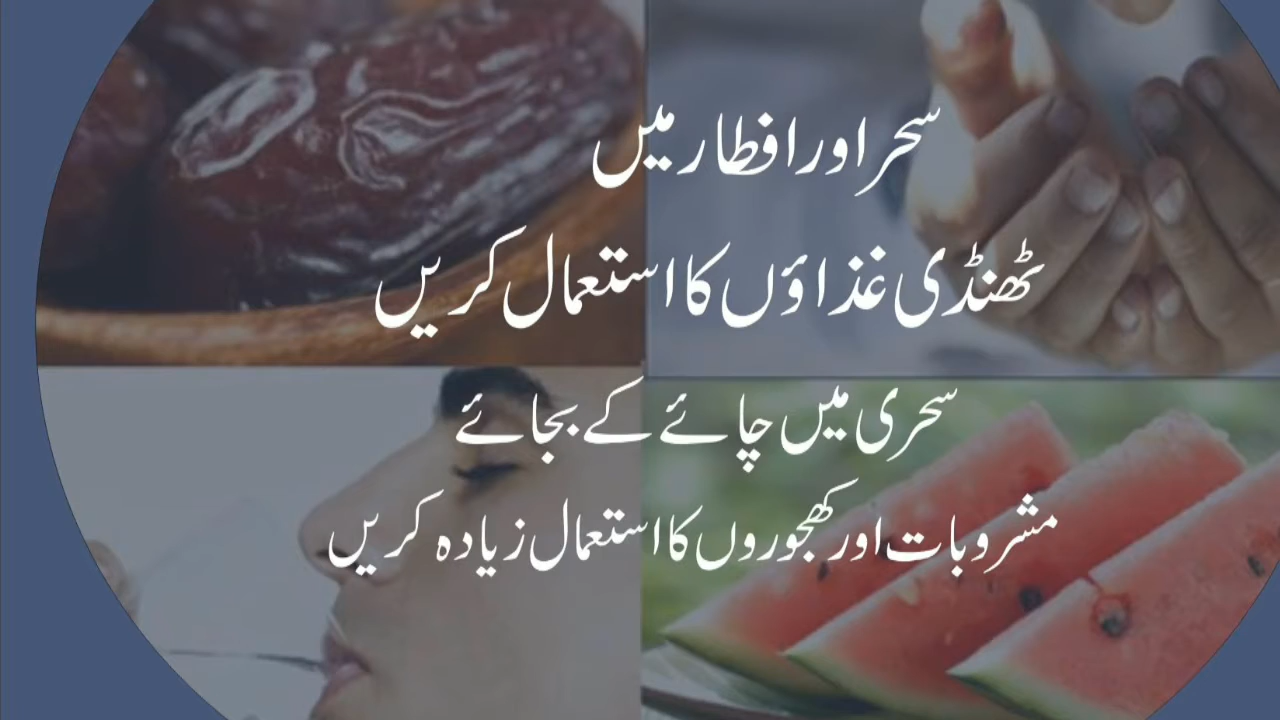 سحر اور افطار میں
ٹھنڈی غذاؤں کا استعمال کریں
سحری میں چائے کے بجائے
مشروبات اور کھجوروں کا استعمال زیادہ کریں